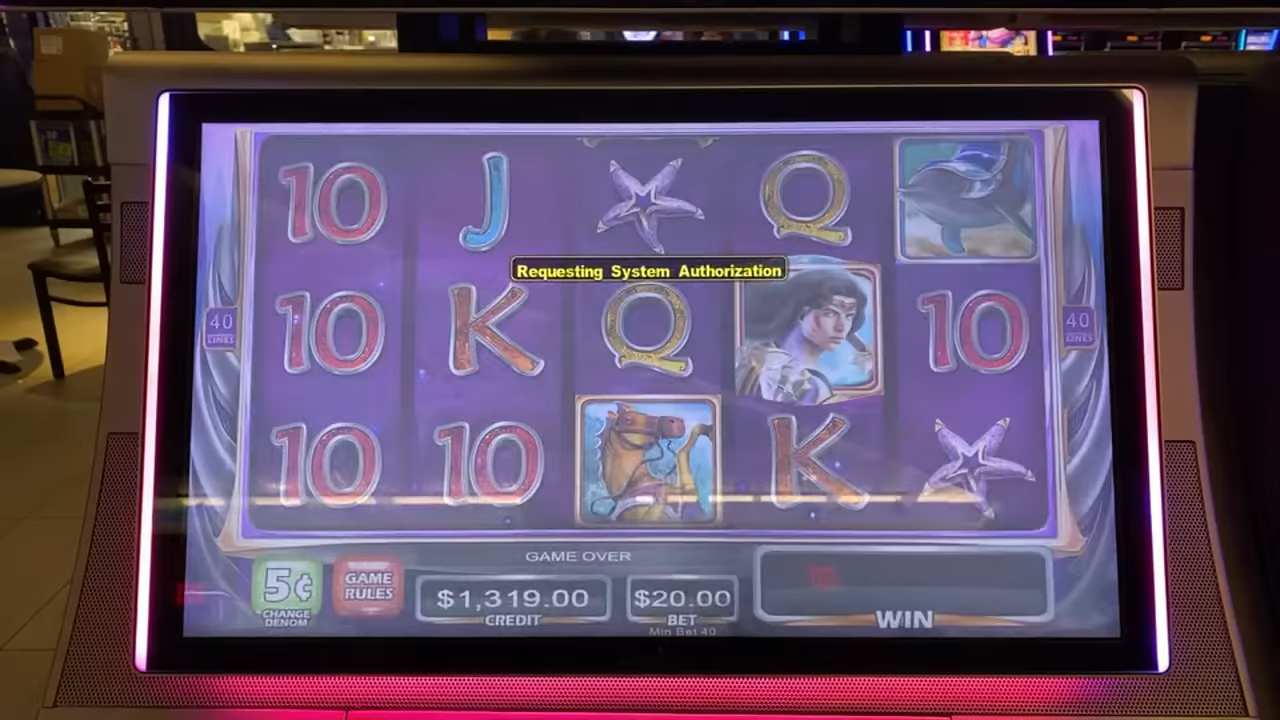 10 J Q
Requesting System Authorization
40 LINES
10 K Q 10
40 LINES
10 10 K
GAME OVER
5¢
CHANGE DENOM
GAME RULES
$1,319.00
CREDIT
$20.00
BET
Min Bet 40
WIN